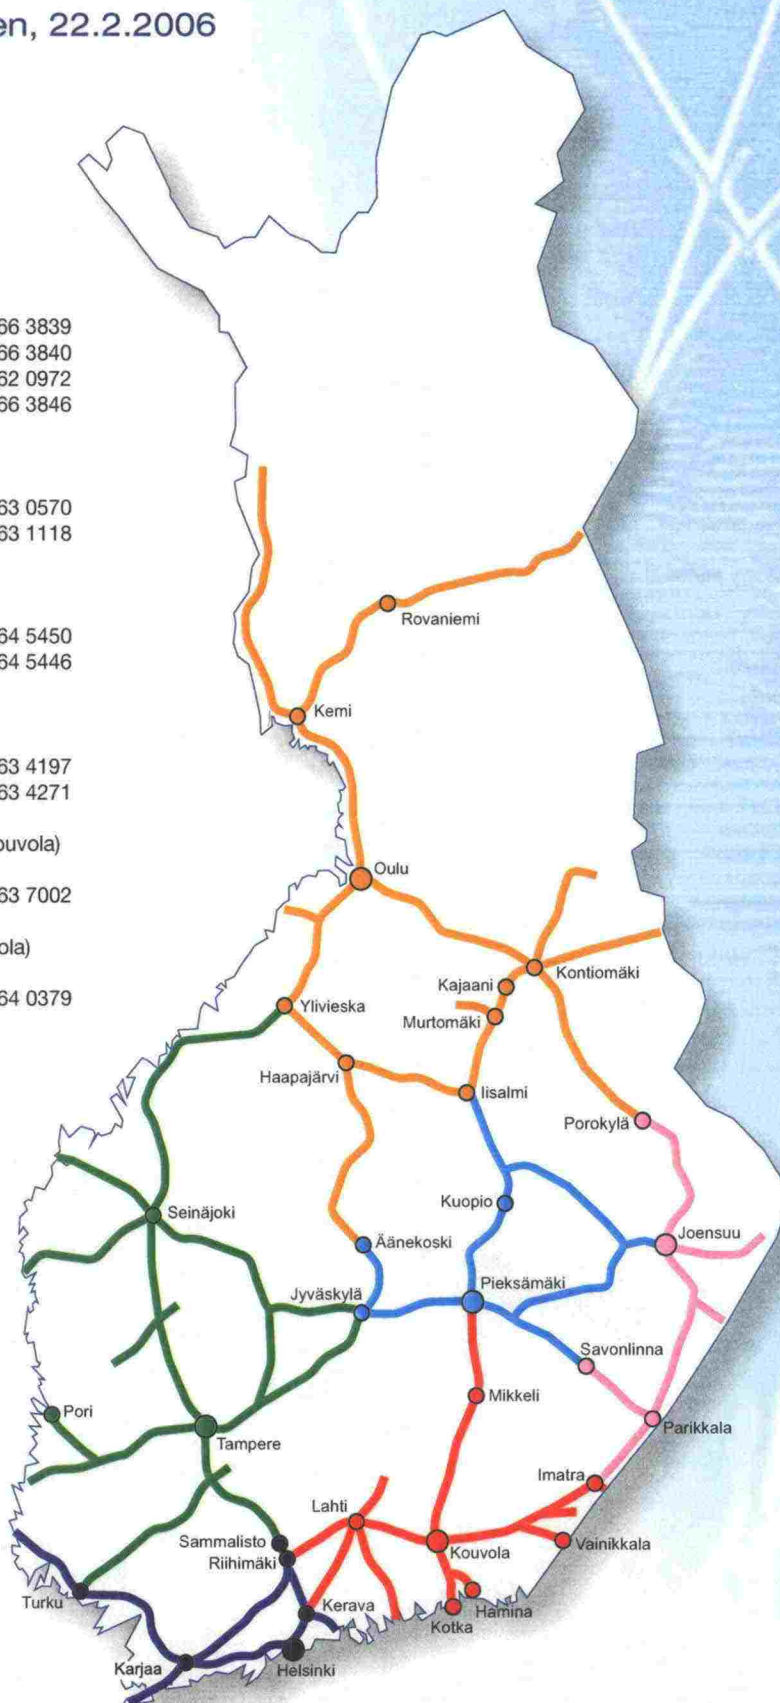 en, 22.2.2006
66 3839
66 3840
62 0972
66 3846
63 0570
63 1118
64 5450
64 5446
63 4197
63 4271
ouvola)
63 7002
ola)
64 0379
Rovaniemi
Kemi
Oulu
Kontiomäki
Kajaani
Murtomäki
Ylivieska
Haapajärvi
Iisalmi
Porokylä
Kuopio
Seinäjoki
Äänekoski
Joensuu
Pieksämäki
Jyväskylä
Savonlinna
Mikkeli
Pori
Parikkala
Tampere
Imatra
Lahti
Sammalisto
Kouvola
Vainikkala
Riihimäki
Turku
Kerava
Hamina
Kotka
Karjaa
Helsinki